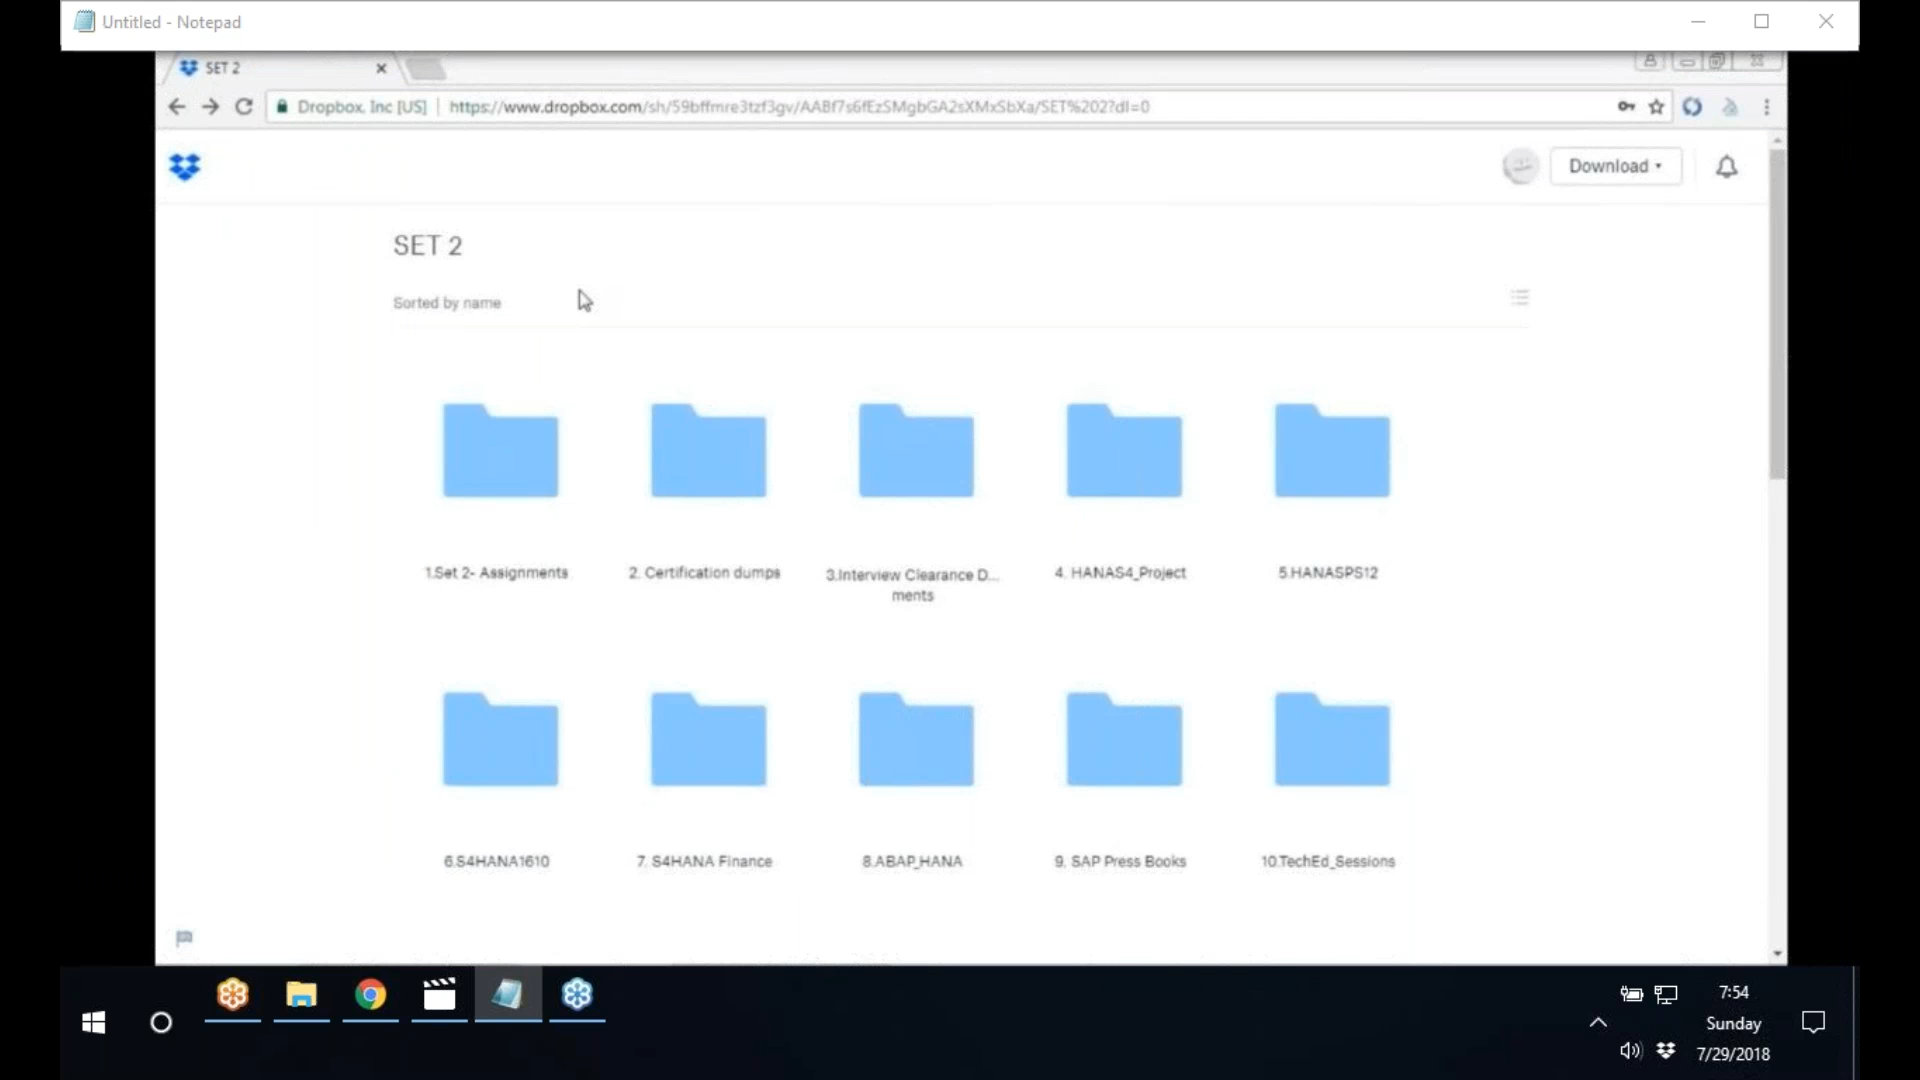 Untitled - Notepad
SET 2
Dropbox, Inc [US] | https://www.dropbox.com/sh/59bffmre3tzf3gv/AABf7s6fEzSMgbGA2sXMxSbXa/SET%202?dl=0
Download
SET 2
Sorted by name
1.Set 2- Assignments
2. Certification dumps
3.Interview Clearance D...
ments
4. HANAS4_Project
5.HANASPS12
6.S4HANA1610
7. S4HANA Finance
8.ABAP_HANA
9. SAP Press Books
10.TechEd_Sessions
7:54
Sunday
7/29/2018